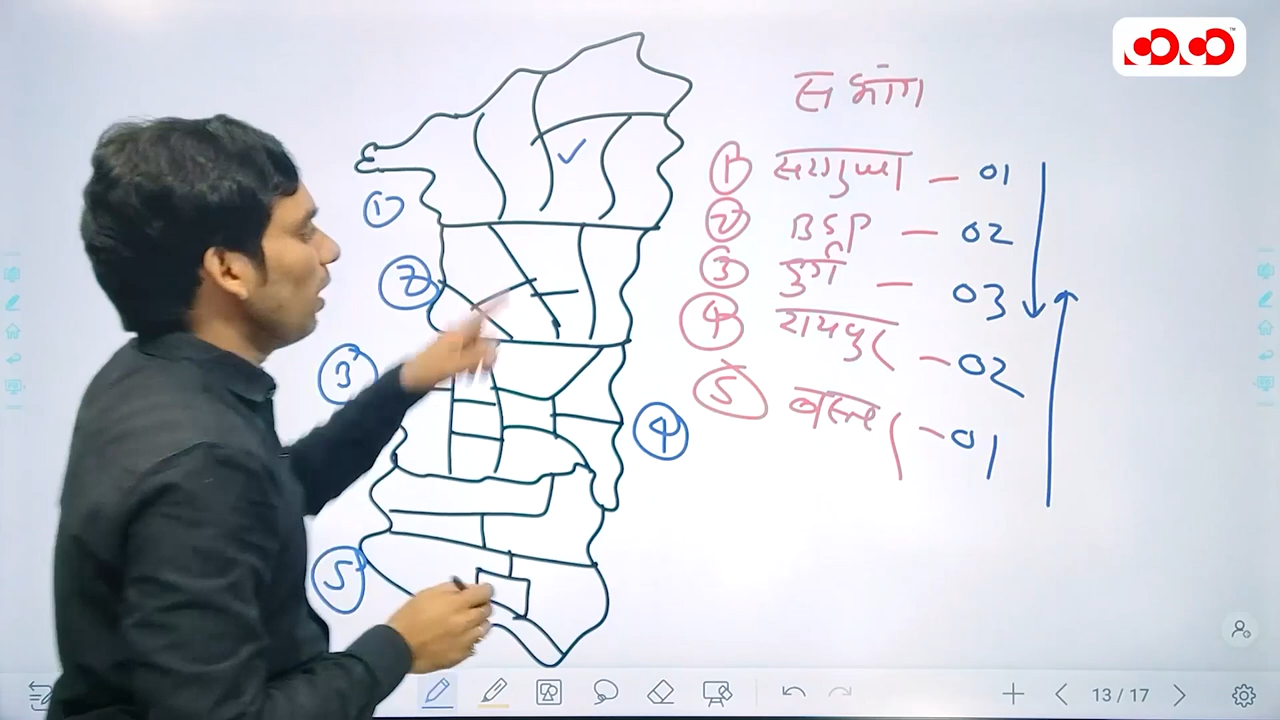 संभाग
① सरगुजा - 01
② BSP - 02
③ दुर्ग - 03
④ रायपुर - 02
⑤ बस्तर - 01
①
②
③
④
⑤
13 / 17